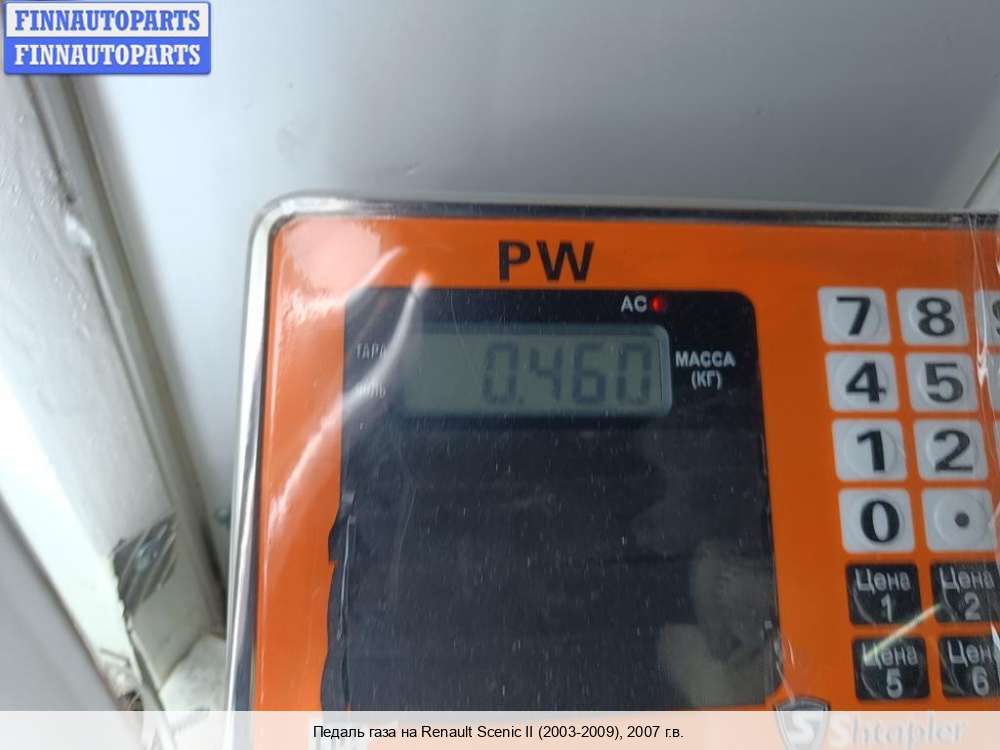 FINNAUTOPARTS
FINNAUTOPARTS
PW
AC
ТАРА
0.460
МАССА
(КГ)
7 8
4 5
1 2
0 .
Цена 1
Цена 2
Цена 5
Цена 6
Shtapler
Педаль газа на Renault Scenic II (2003-2009), 2007 г.в.